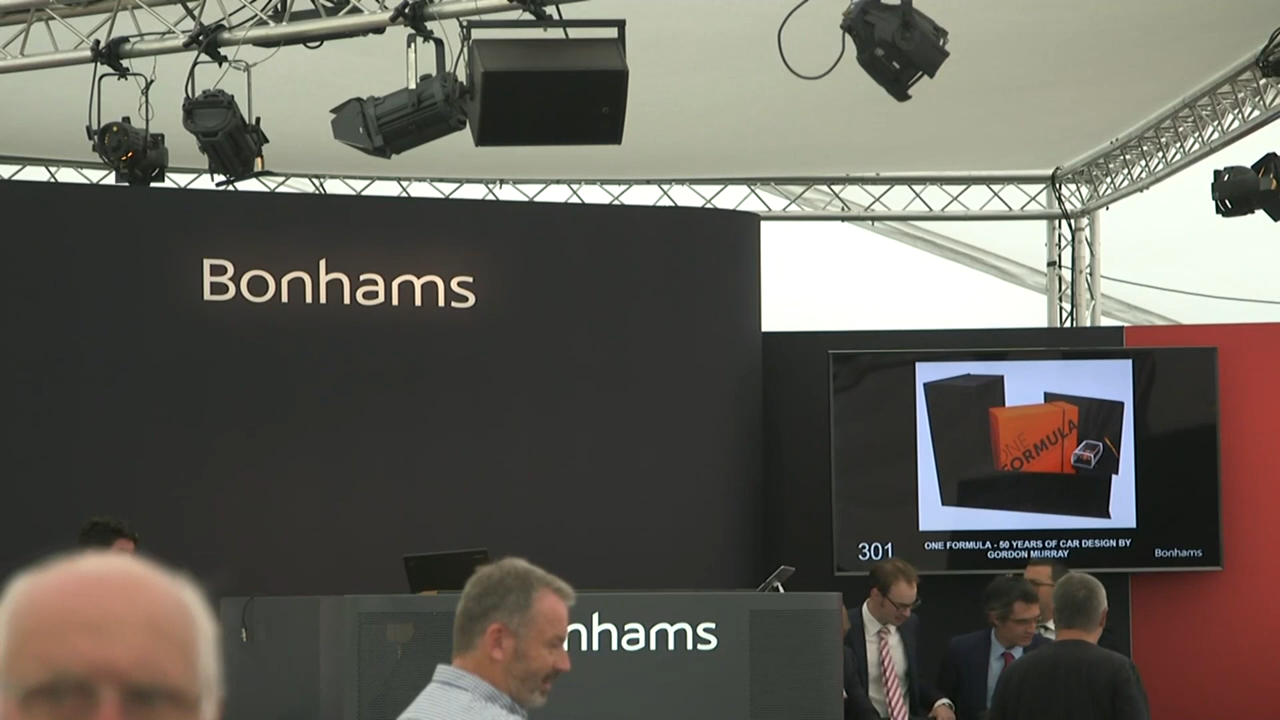 Bonhams
ONE
FORMULA
301
ONE FORMULA - 50 YEARS OF CAR DESIGN BY
GORDON MURRAY
Bonhams
nhams